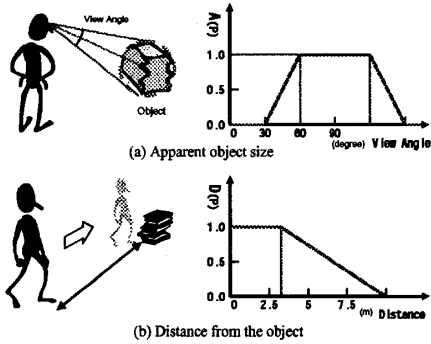 View Angle
Object
A(P)
1.0
0.5
0.0
0 30 60 90
(degree) View Angle
(a) Apparent object size
D(P)
1.0
0.5
0.0
0 2.5 5 7.5 (m) Distance
(b) Distance from the object